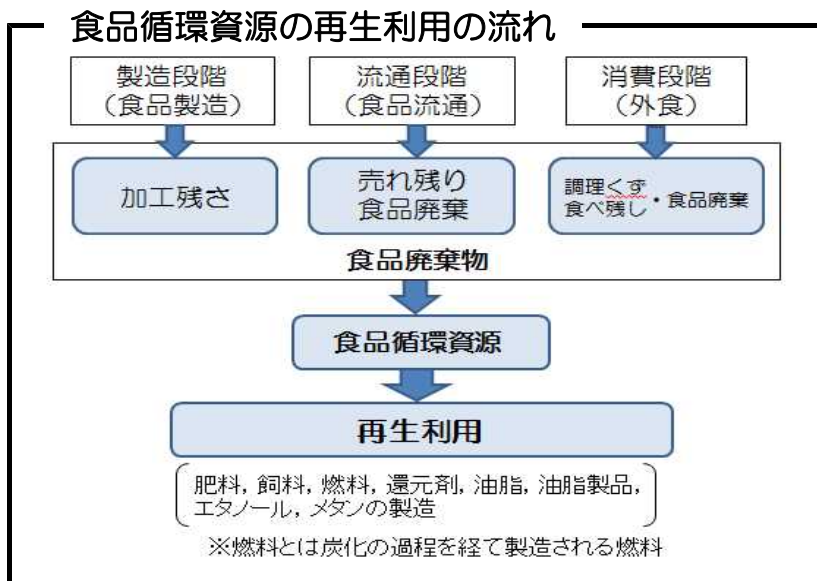 食品循環資源の再生利用の流れ
製造段階
（食品製造）
流通段階
（食品流通）
消費段階
（外食）
加工残さ
売れ残り
食品廃棄
調理くず
食べ残し・食品廃棄
食品廃棄物
食品循環資源
再生利用
肥料, 飼料, 燃料, 還元剤, 油脂, 油脂製品,
エタノール, メタンの製造
※燃料とは炭化の過程を経て製造される燃料